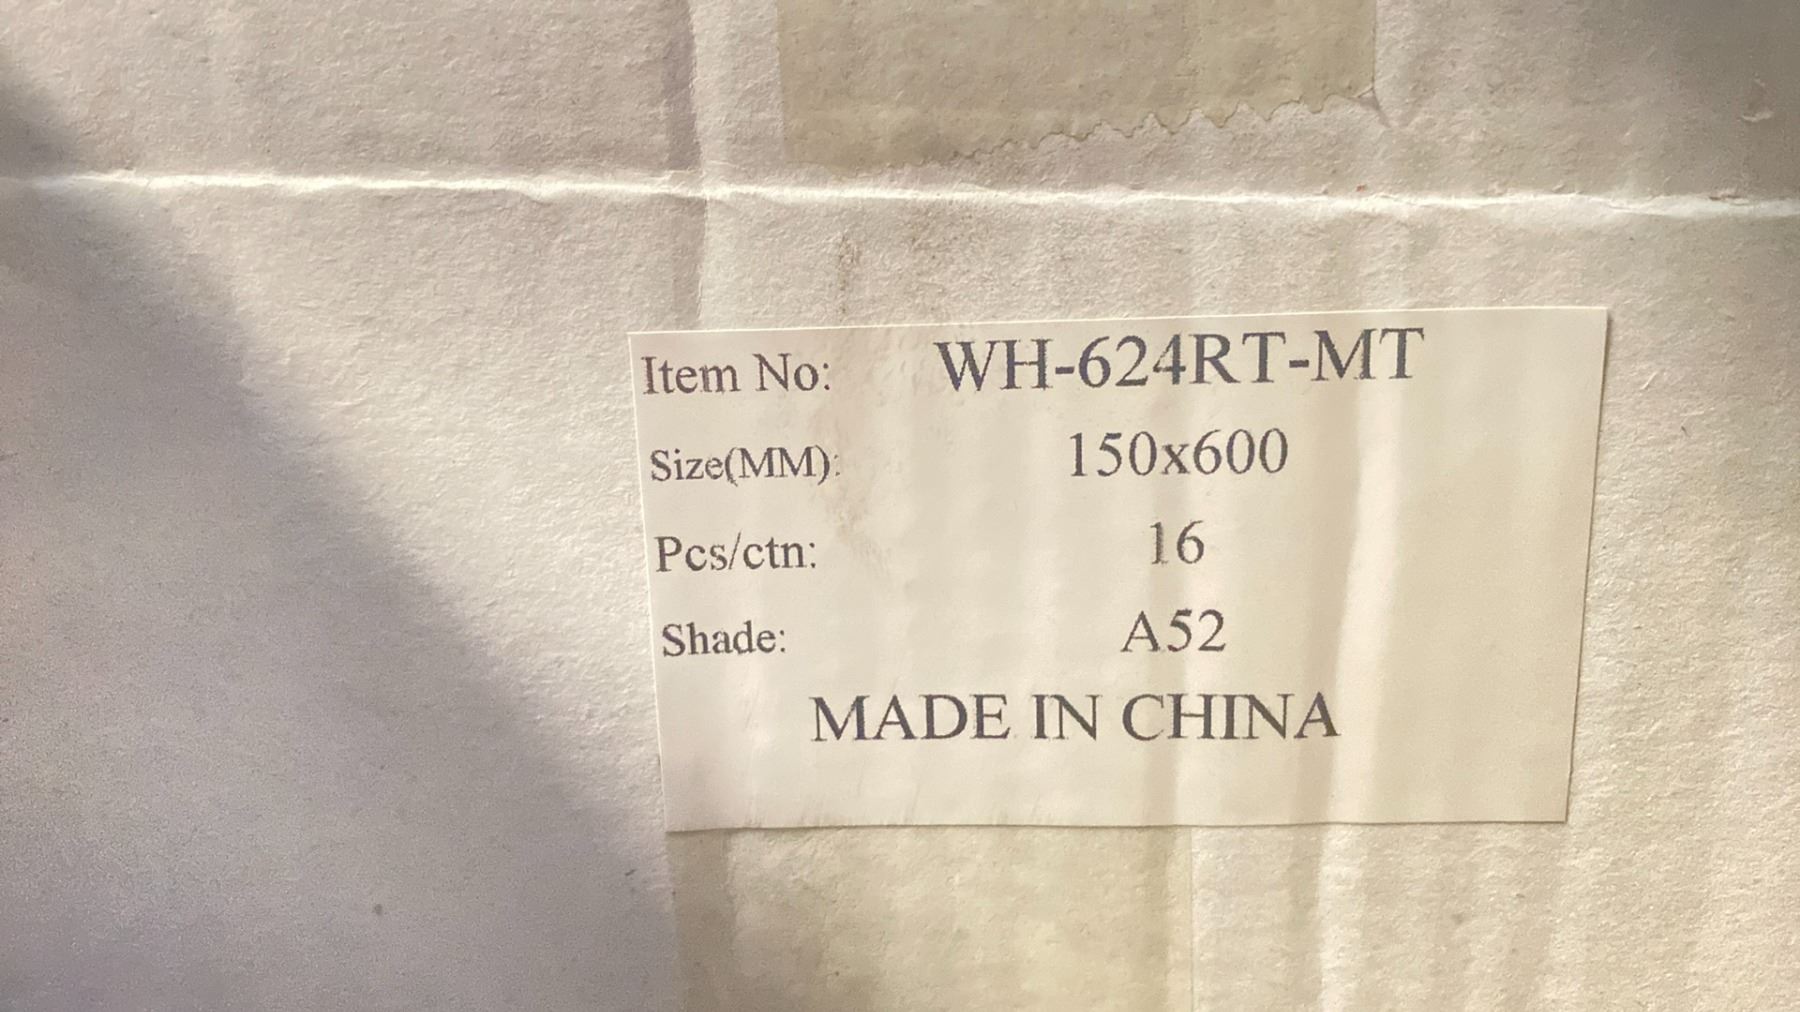 Item No: WH-624RT-MT
Size(MM): 150x600
Pcs/ctn: 16
Shade: A52
MADE IN CHINA